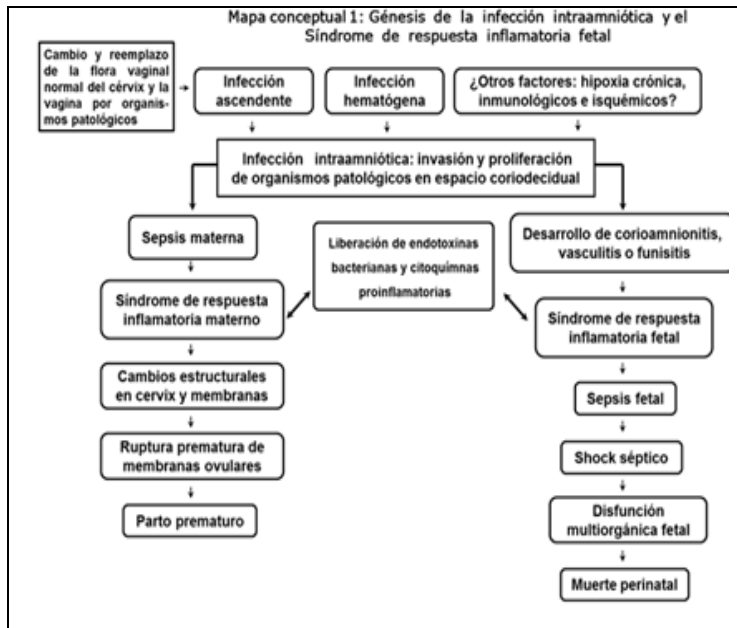 Mapa conceptual 1: Génesis de la infección intraamniótica y el
Síndrome de respuesta inflamatoria fetal
Cambio y reemplazo
de la flora vaginal
normal del cérvix y la
vagina por organis-
mos patológicos
Infección
ascendente
Infección
hematógena
¿Otros factores: hipoxia crónica,
inmunológicos e isquémicos?
Infección intraamniótica: invasión y proliferación
de organismos patológicos en espacio coriodecidual
Sepsis materna
Liberación de endotoxinas
bacterianas y citoquímnas
proinflamatorias
Desarrollo de corioamnionitis,
vasculitis o funisitis
Síndrome de respuesta
inflamatoria materno
Síndrome de respuesta
inflamatoria fetal
Cambios estructurales
en cervix y membranas
Sepsis fetal
Ruptura prematura de
membranas ovulares
Shock séptico
Parto prematuro
Disfunción
multiorgánica fetal
Muerte perinatal